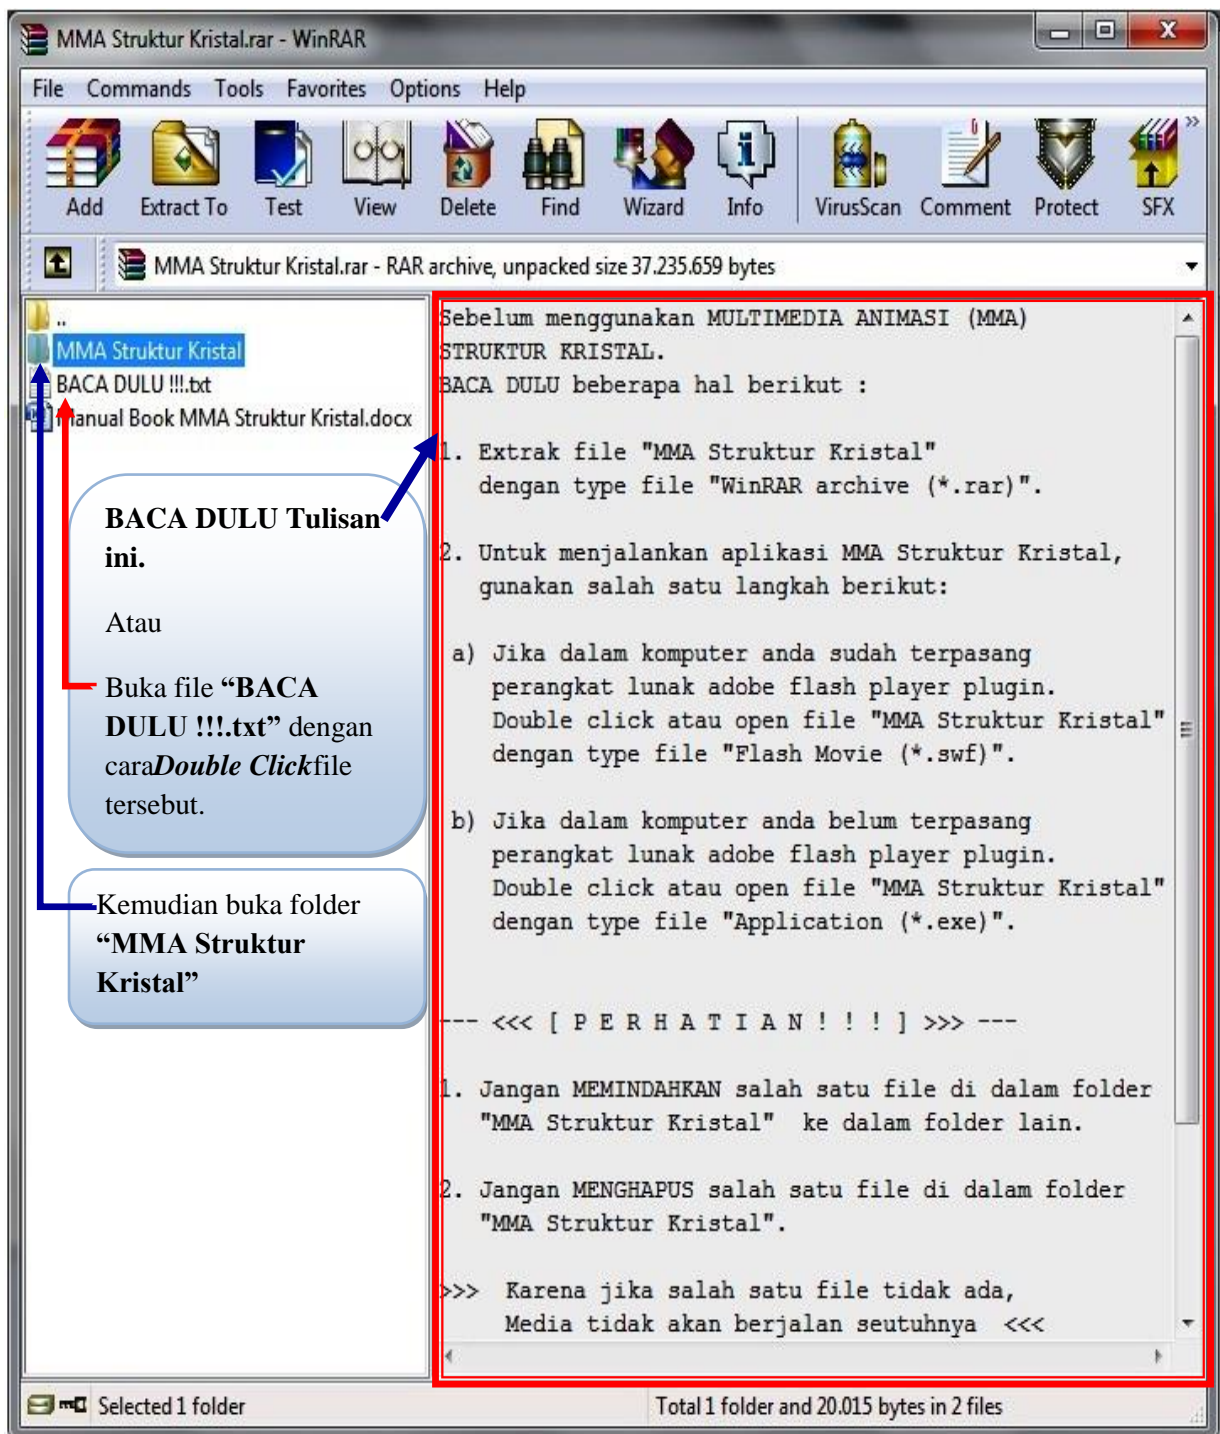 MMA Struktur Kristal.rar - WinRAR
File Commands Tools Favorites Options Help
Add Extract To Test View Delete Find Wizard Info VirusScan Comment Protect SFX
MMA Struktur Kristal.rar - RAR archive, unpacked size 37.235.659 bytes
..
MMA Struktur Kristal
BACA DULU !!!.txt
Manual Book MMA Struktur Kristal.docx
BACA DULU Tulisan
ini.
Atau
Buka file “BACA
DULU !!!.txt” dengan
caraDouble Clickfile
tersebut.
Kemudian buka folder
“MMA Struktur
Kristal”
Sebelum menggunakan MULTIMEDIA ANIMASI (MMA)
STRUKTUR KRISTAL.
BACA DULU beberapa hal berikut :
1. Extrak file "MMA Struktur Kristal"
dengan type file "WinRAR archive (*.rar)".
2. Untuk menjalankan aplikasi MMA Struktur Kristal,
gunakan salah satu langkah berikut:
a) Jika dalam komputer anda sudah terpasang
perangkat lunak adobe flash player plugin.
Double click atau open file "MMA Struktur Kristal"
dengan type file "Flash Movie (*.swf)".
b) Jika dalam komputer anda belum terpasang
perangkat lunak adobe flash player plugin.
Double click atau open file "MMA Struktur Kristal"
dengan type file "Application (*.exe)".
--- <<< [ P E R H A T I A N ! ! ! ] >>> ---
1. Jangan MEMINDAHKAN salah satu file di dalam folder
"MMA Struktur Kristal" ke dalam folder lain.
2. Jangan MENGHAPUS salah satu file di dalam folder
"MMA Struktur Kristal".
>>> Karena jika salah satu file tidak ada,
Media tidak akan berjalan seutuhnya <<<
Selected 1 folder
Total 1 folder and 20.015 bytes in 2 files